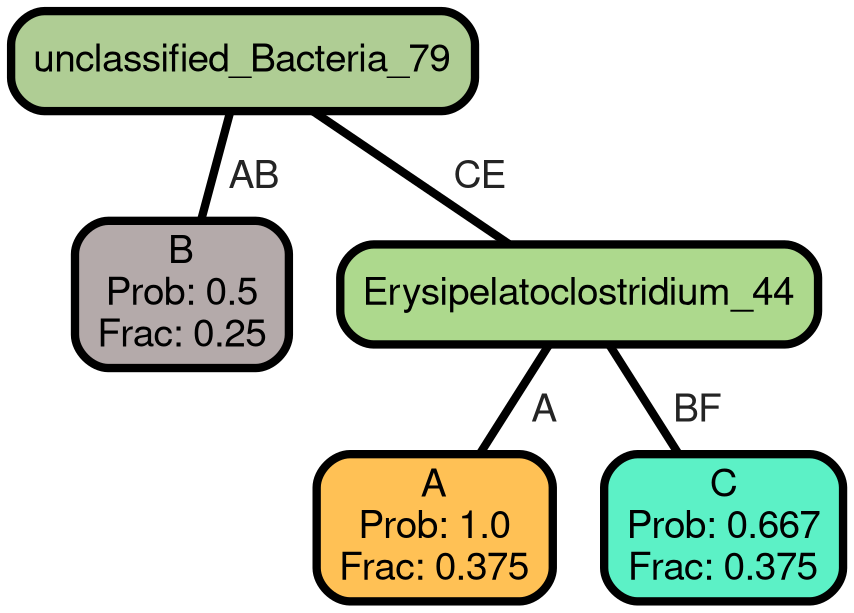 unclassified_Bacteria_79
AB
CE
B
Prob: 0.5
Frac: 0.25
Erysipelatoclostridium_44
A
BF
A
Prob: 1.0
Frac: 0.375
C
Prob: 0.667
Frac: 0.375